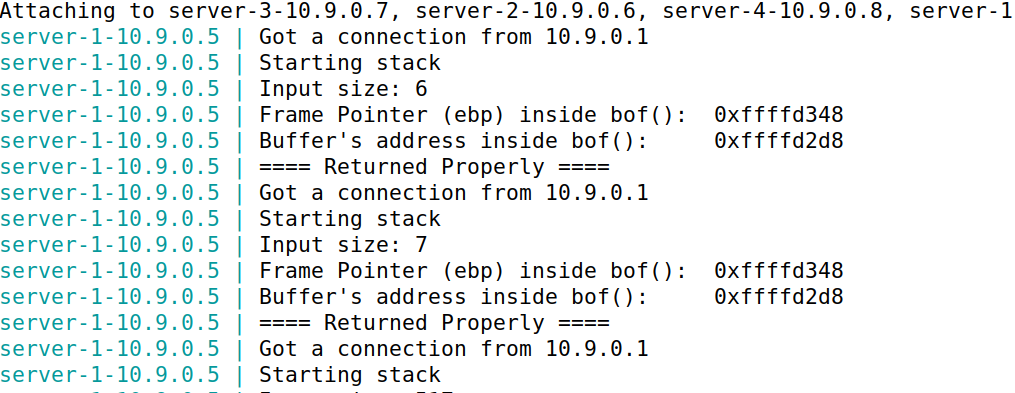 Attaching to server-3-10.9.0.7, server-2-10.9.0.6, server-4-10.9.0.8, server-1
server-1-10.9.0.5 | Got a connection from 10.9.0.1
server-1-10.9.0.5 | Starting stack
server-1-10.9.0.5 | Input size: 6
server-1-10.9.0.5 | Frame Pointer (ebp) inside bof():  0xffffd348
server-1-10.9.0.5 | Buffer's address inside bof():     0xffffd2d8
server-1-10.9.0.5 | ==== Returned Properly ====
server-1-10.9.0.5 | Got a connection from 10.9.0.1
server-1-10.9.0.5 | Starting stack
server-1-10.9.0.5 | Input size: 7
server-1-10.9.0.5 | Frame Pointer (ebp) inside bof():  0xffffd348
server-1-10.9.0.5 | Buffer's address inside bof():     0xffffd2d8
server-1-10.9.0.5 | ==== Returned Properly ====
server-1-10.9.0.5 | Got a connection from 10.9.0.1
server-1-10.9.0.5 | Starting stack